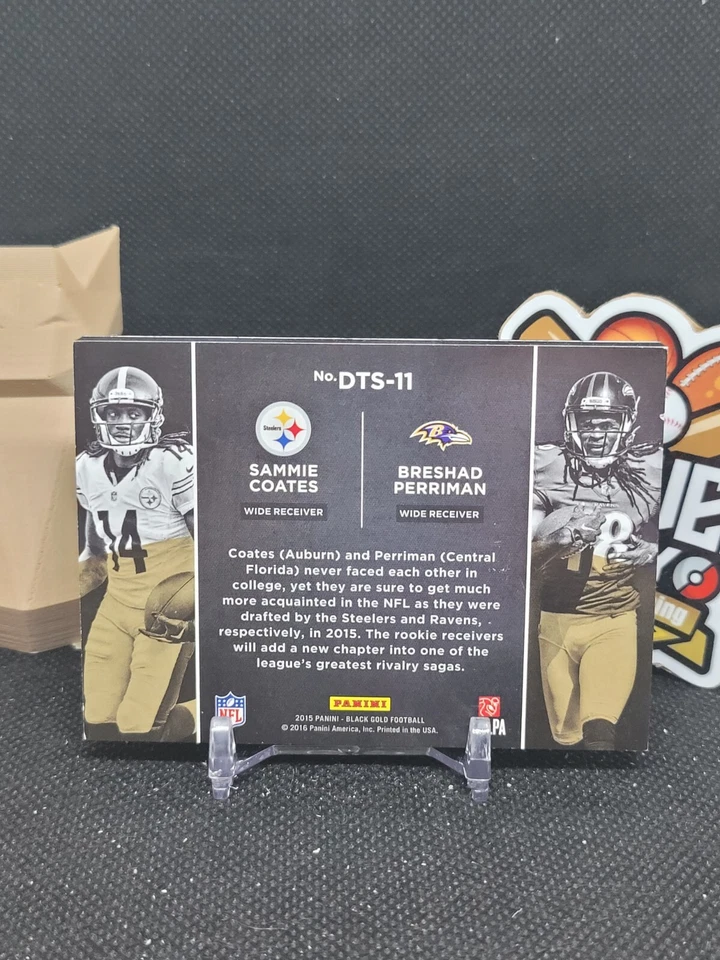 No. DTS-11
Steelers
SAMMIE
COATES
WIDE RECEIVER
B
BRESHAD
PERRIMAN
WIDE RECEIVER
14
14
8
Coates (Auburn) and Perriman (Central
Florida) never faced each other in
college, yet they are sure to get much
more acquainted in the NFL as they were
drafted by the Steelers and Ravens,
respectively, in 2015. The rookie receivers
will add a new chapter into one of the
league's greatest rivalry sagas.
NFL
PANINI
2015 PANINI - BLACK GOLD FOOTBALL
© 2016 Panini America, Inc. Printed in the USA.